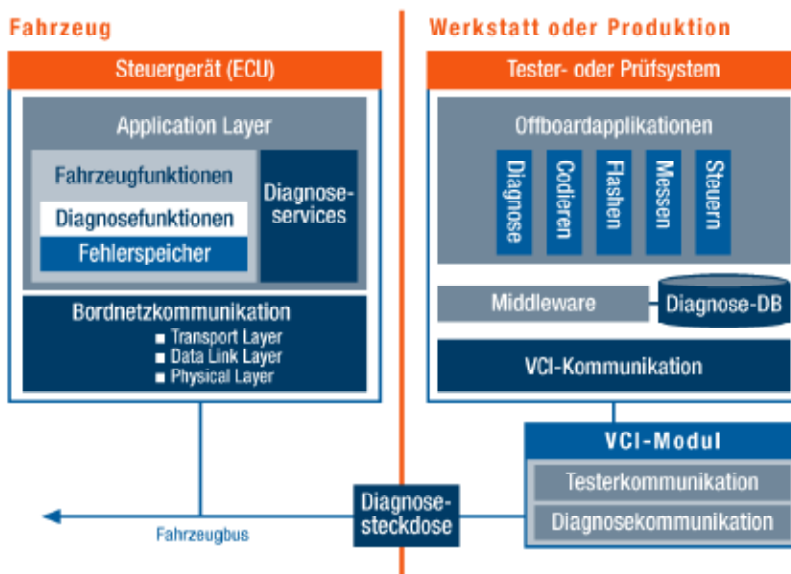 Fahrzeug
Steuergerät (ECU)
Application Layer
Fahrzeugfunktionen
Diagnosefunktionen
Fehlerspeicher
Diagnose-
services
Bordnetzkommunikation
Transport Layer
Data Link Layer
Physical Layer
Fahrzeugbus
Diagnose-
steckdose
Werkstatt oder Produktion
Tester- oder Prüfsystem
Offboardapplikationen
Diagnose
Codieren
Flashen
Messen
Steuern
Middleware
Diagnose-DB
VCI-Kommunikation
VCI-Modul
Testerkommunikation
Diagnosekommunikation